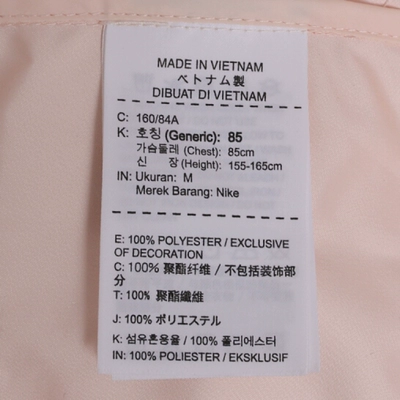 MADE IN VIETNAM
ベトナム製
DIBUAT DI VIETNAM
C: 160/84A
K: 호칭 (Generic): 85
가슴둘레 (Chest): 85cm
신 장 (Height): 155-165cm
IN: Ukuran: M
Merek Barang: Nike
E: 100% POLYESTER / EXCLUSIVE
OF DECORATION
C: 100% 聚酯纤维 / 不包括装饰部
分
T: 100% 聚酯纖維
J: 100% ポリエステル
K: 섬유혼용율 / 100% 폴리에스터
IN: 100% POLIESTER / EKSKLUSIF